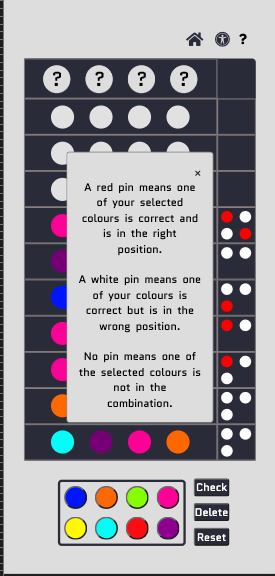 ?
? ? ? ?
×
A red pin means one
of your selected
colours is correct and
is in the right
position.
A white pin means one
of your colours is
correct but is in the
wrong position.
No pin means one of
the selected colours is
not in the
combination.
Check
Delete
Reset